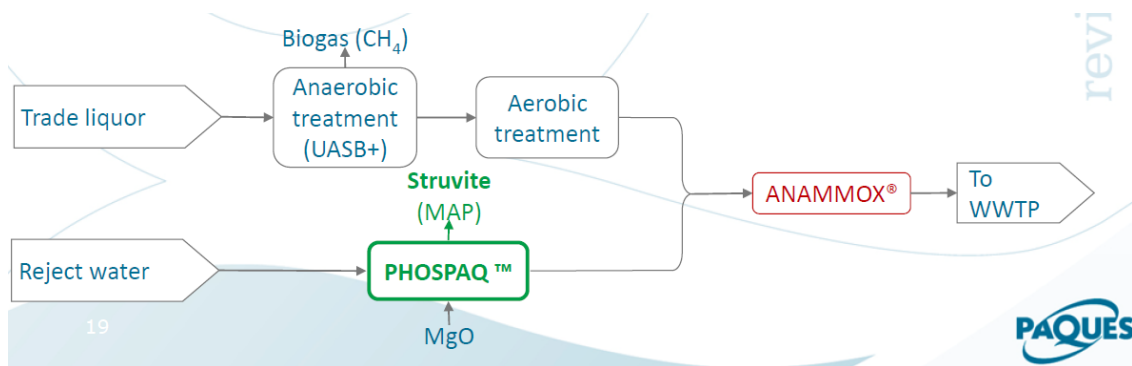 Biogas (CH₄)
Trade liquor
Anaerobic
treatment
(UASB+)
Aerobic
treatment
Struvite
(MAP)
ANAMMOX®
To
WWTP
Reject water
PHOSPAQ ™
MgO
19
PAQUES
revi